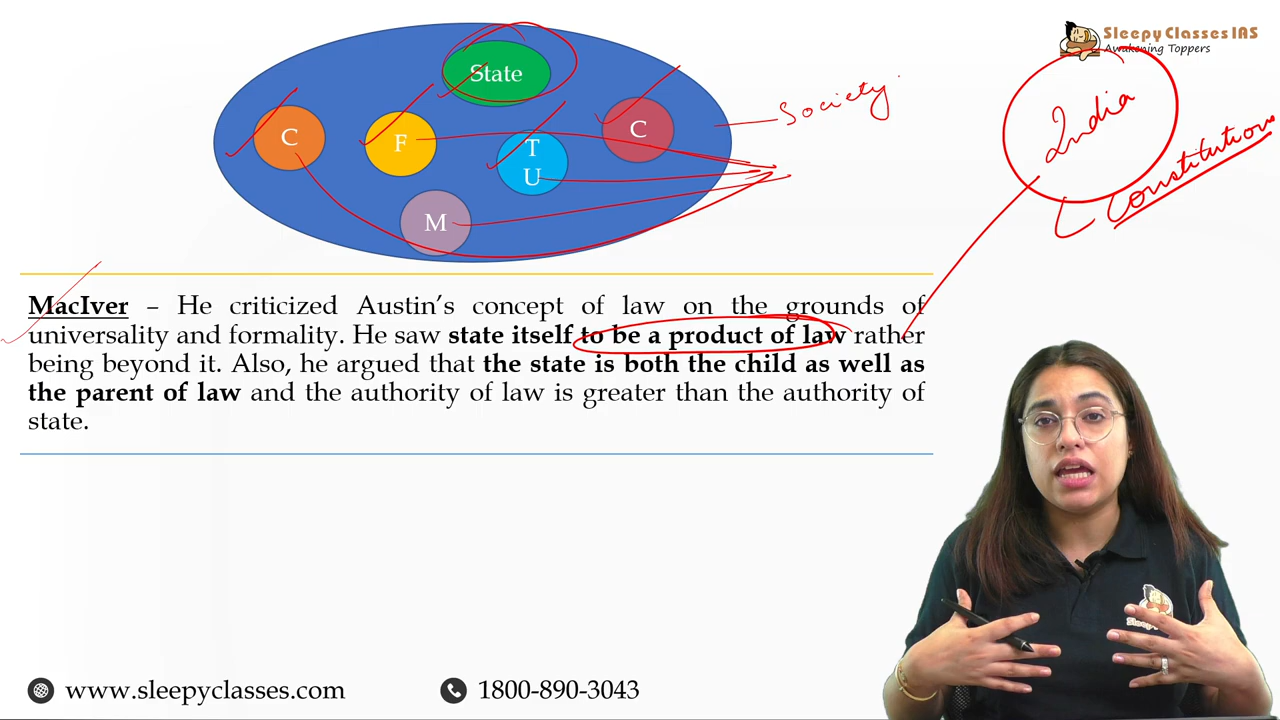 Sleepy Classes IAS
Awakening Toppers
State
C
F
T
U
C
M
Society
India
Constitution
MacIver – He criticized Austin’s concept of law on the grounds of
universality and formality. He saw state itself to be a product of law rather
being beyond it. Also, he argued that the state is both the child as well as
the parent of law and the authority of law is greater than the authority of
state.
www.sleepyclasses.com
1800-890-3043